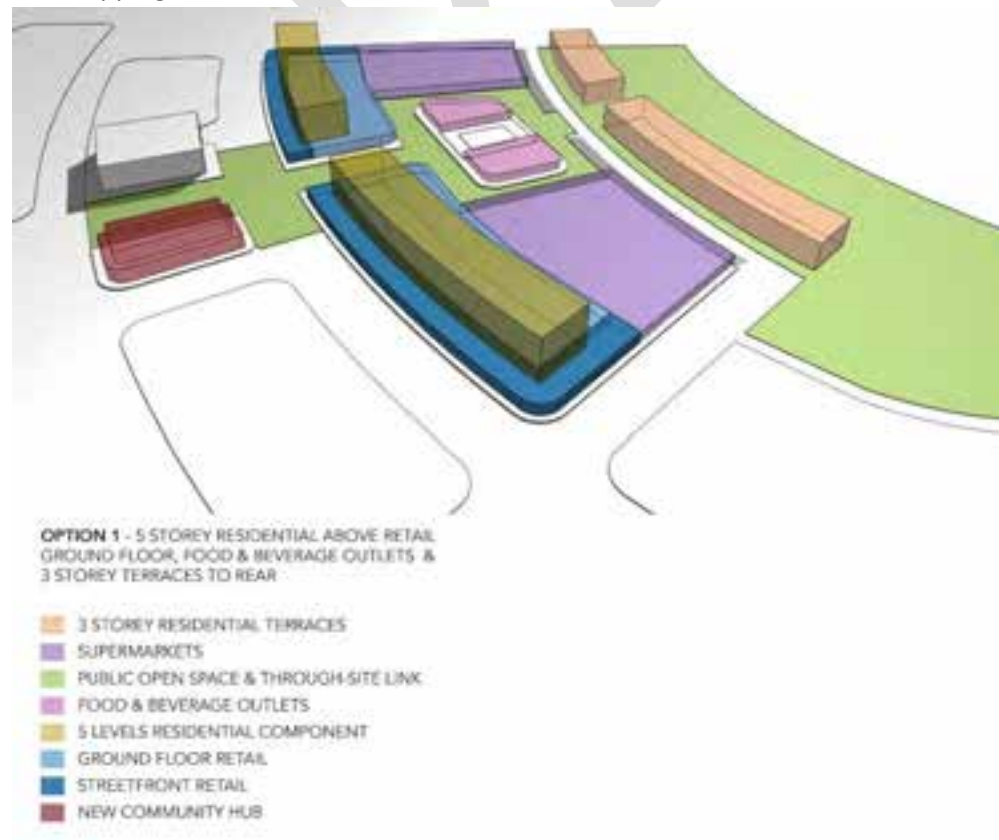 OPTION 1 - 5 STOREY RESIDENTIAL ABOVE RETAIL
GROUND FLOOR, FOOD & BEVERAGE OUTLETS &
3 STOREY TERRACES TO REAR
3 STOREY RESIDENTIAL TERRACES
SUPERMARKETS
PUBLIC OPEN SPACE & THROUGH-SITE LINK
FOOD & BEVERAGE OUTLETS
5 LEVELS RESIDENTIAL COMPONENT
GROUND FLOOR RETAIL
STREETFRONT RETAIL
NEW COMMUNITY HUB